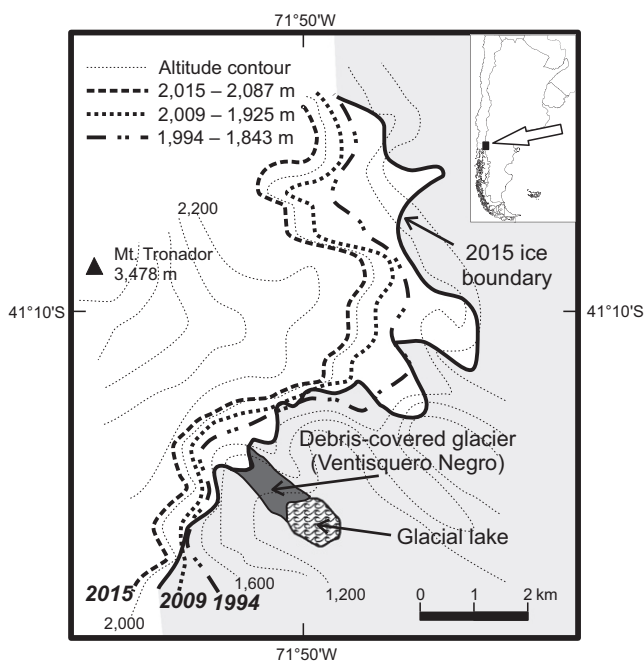 71°50'W
Altitude contour
2,015 – 2,087 m
2,009 – 1,925 m
1,994 – 1,843 m
2,200
Mt. Tronador
3,478 m
2015 ice
boundary
41°10'S
41°10'S
Debris-covered glacier
(Ventisquero Negro)
Glacial lake
2015
2009
1994
1,600
1,200
2,000
0 1 2 km
71°50'W